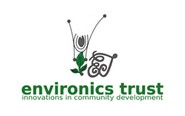 environics trust
innovations in community development